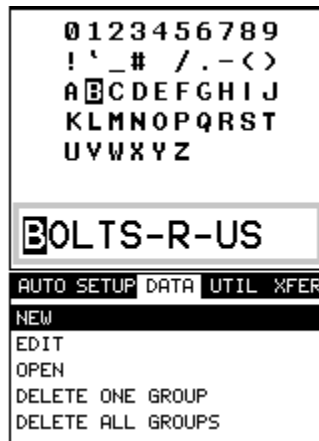 0123456789
!`_# /.-<>
ABCDEFGHIJ
KLMNOPQRST
UVWXYZ
BOLTS-R-US
AUTO SETUP DATA UTIL XFER
NEW
EDIT
OPEN
DELETE ONE GROUP
DELETE ALL GROUPS